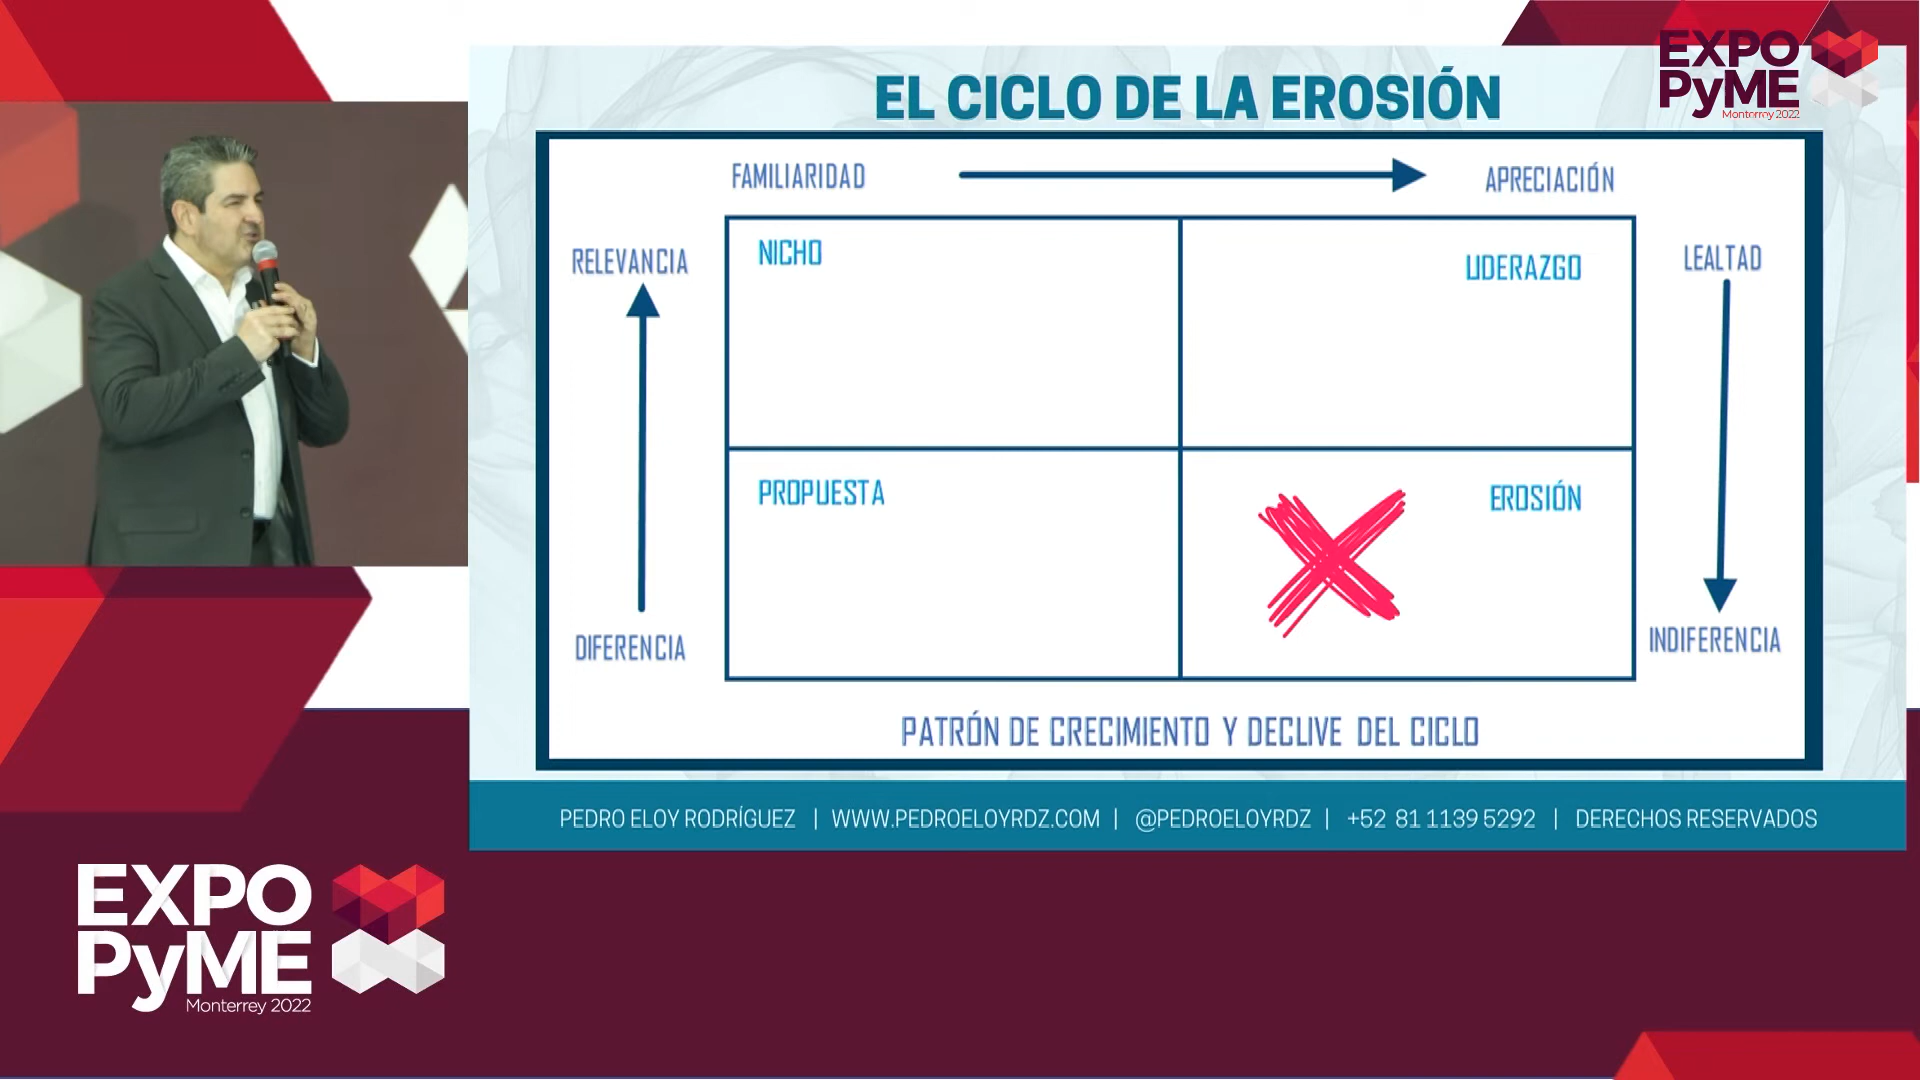 EXPO
PyME
Monterrey 2022
EL CICLO DE LA EROSIÓN
FAMILIARIDAD
APRECIACIÓN
RELEVANCIA
NICHO
LIDERAZGO
LEALTAD
PROPUESTA
EROSIÓN
DIFERENCIA
INDIFERENCIA
PATRÓN DE CRECIMIENTO Y DECLIVE DEL CICLO
PEDRO ELOY RODRÍGUEZ | WWW.PEDROELOYRDZ.COM | @PEDROELOYRDZ | +52 81 1139 5292 | DERECHOS RESERVADOS
EXPO
PyME
Monterrey 2022